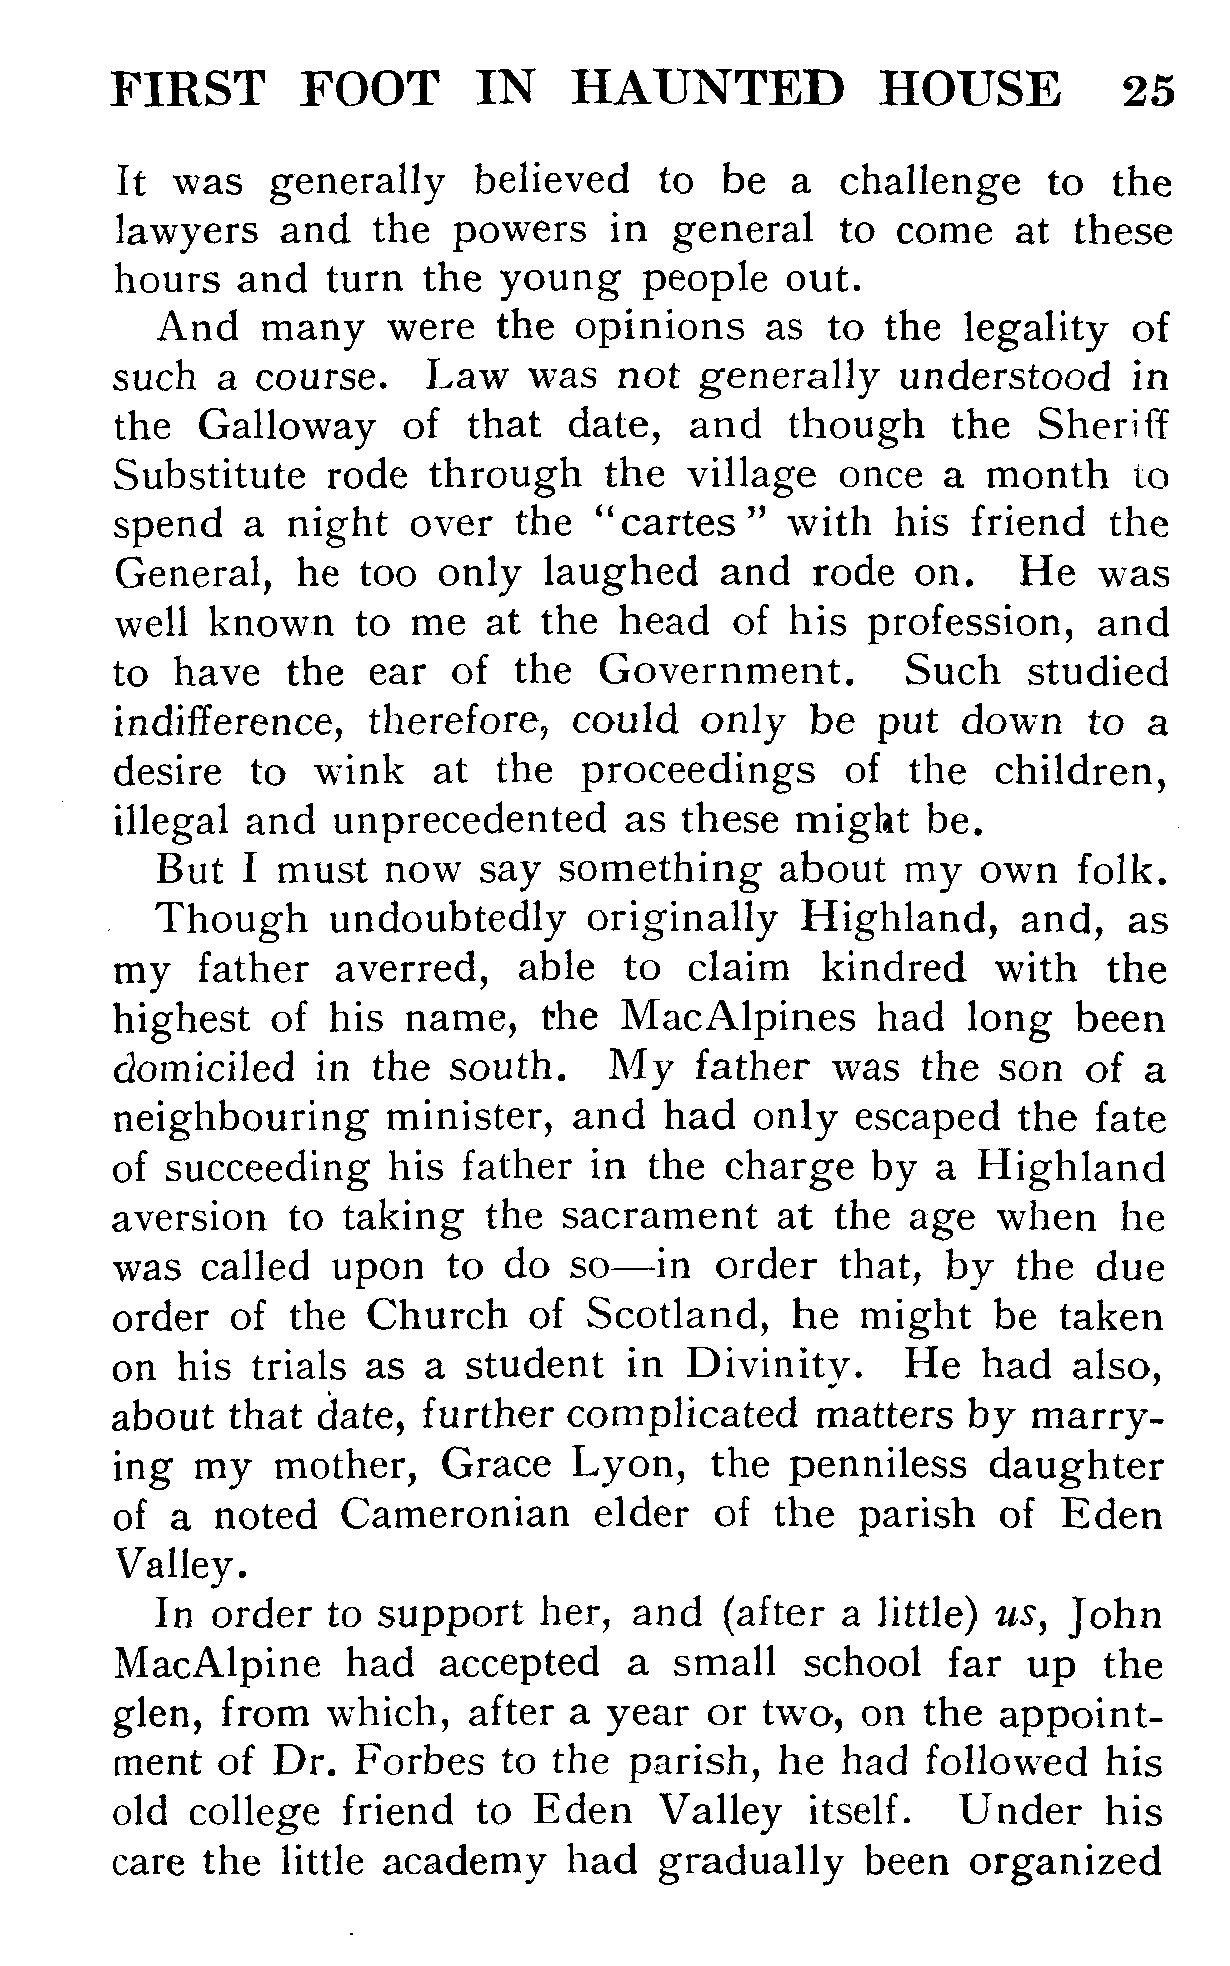 FIRST FOOT IN HAUNTED HOUSE 25
It was generally believed to be a challenge to the
lawyers and the powers in general to come at these
hours and turn the young people out.
And many were the opinions as to the legality of
such a course. Law was not generally understood in
the Galloway of that date, and though the Sheriff
Substitute rode through the village once a month to
spend a night over the “cartes” with his friend the
General, he too only laughed and rode on. He was
well known to me at the head of his profession, and
to have the ear of the Government. Such studied
indifference, therefore, could only be put down to a
desire to wink at the proceedings of the children,
illegal and unprecedented as these might be.
But I must now say something about my own folk.
Though undoubtedly originally Highland, and, as
my father averred, able to claim kindred with the
highest of his name, the MacAlpines had long been
domiciled in the south. My father was the son of a
neighbouring minister, and had only escaped the fate
of succeeding his father in the charge by a Highland
aversion to taking the sacrament at the age when he
was called upon to do so—in order that, by the due
order of the Church of Scotland, he might be taken
on his trials as a student in Divinity. He had also,
about that date, further complicated matters by marry-
ing my mother, Grace Lyon, the penniless daughter
of a noted Cameronian elder of the parish of Eden
Valley.
In order to support her, and (after a little) us, John
MacAlpine had accepted a small school far up the
glen, from which, after a year or two, on the appoint-
ment of Dr. Forbes to the parish, he had followed his
old college friend to Eden Valley itself. Under his
care the little academy had gradually been organized